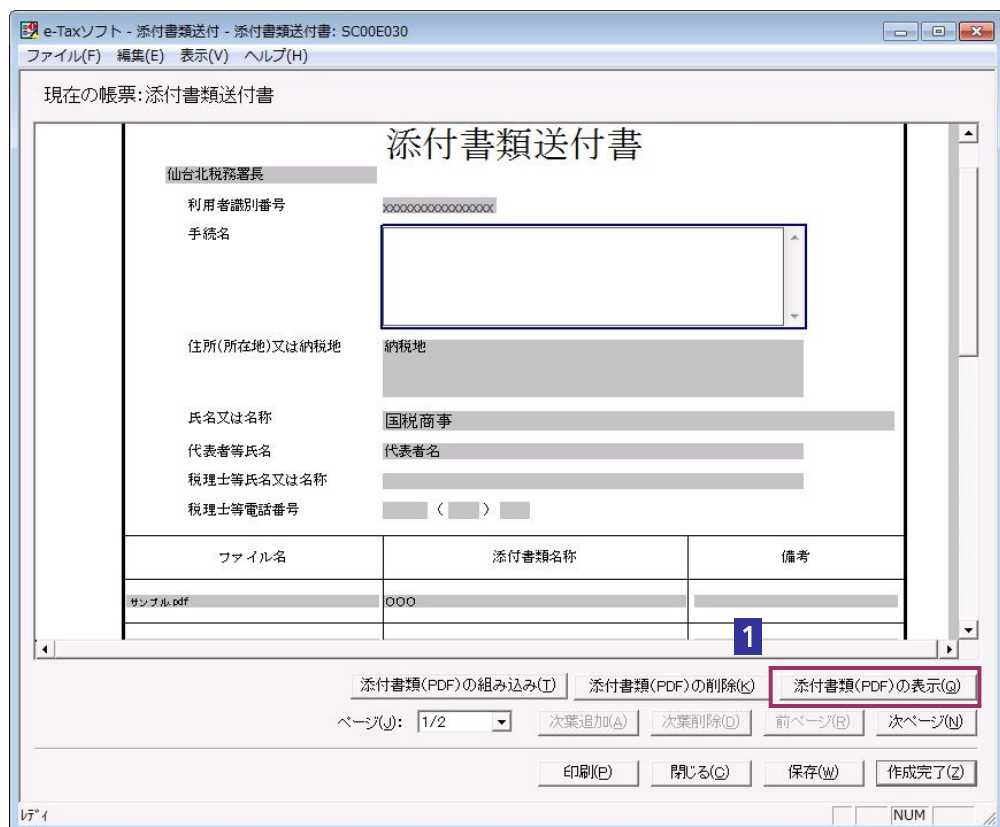 e-Taxソフト - 添付書類送付 - 添付書類送付書: SC00E030
ファイル(F) 編集(E) 表示(V) ヘルプ(H)
現在の帳票:添付書類送付書
添付書類送付書
仙台北税務署長
利用者識別番号 xxxxxxxxxxxxxxxx
手続名
住所(所在地)又は納税地 納税地
氏名又は名称 国税商事
代表者等氏名 代表者名
税理士等氏名又は名称
税理士等電話番号 ( )
ファイル名 添付書類名称 備考
サンプル.pdf ○○○
1
添付書類(PDF)の組み込み(T) 添付書類(PDF)の削除(K) 添付書類(PDF)の表示(Q)
ページ(J): 1/2 次葉追加(A) 次葉削除(D) 前ページ(R) 次ページ(N)
印刷(P) 閉じる(C) 保存(W) 作成完了(Z)
レディ NUM